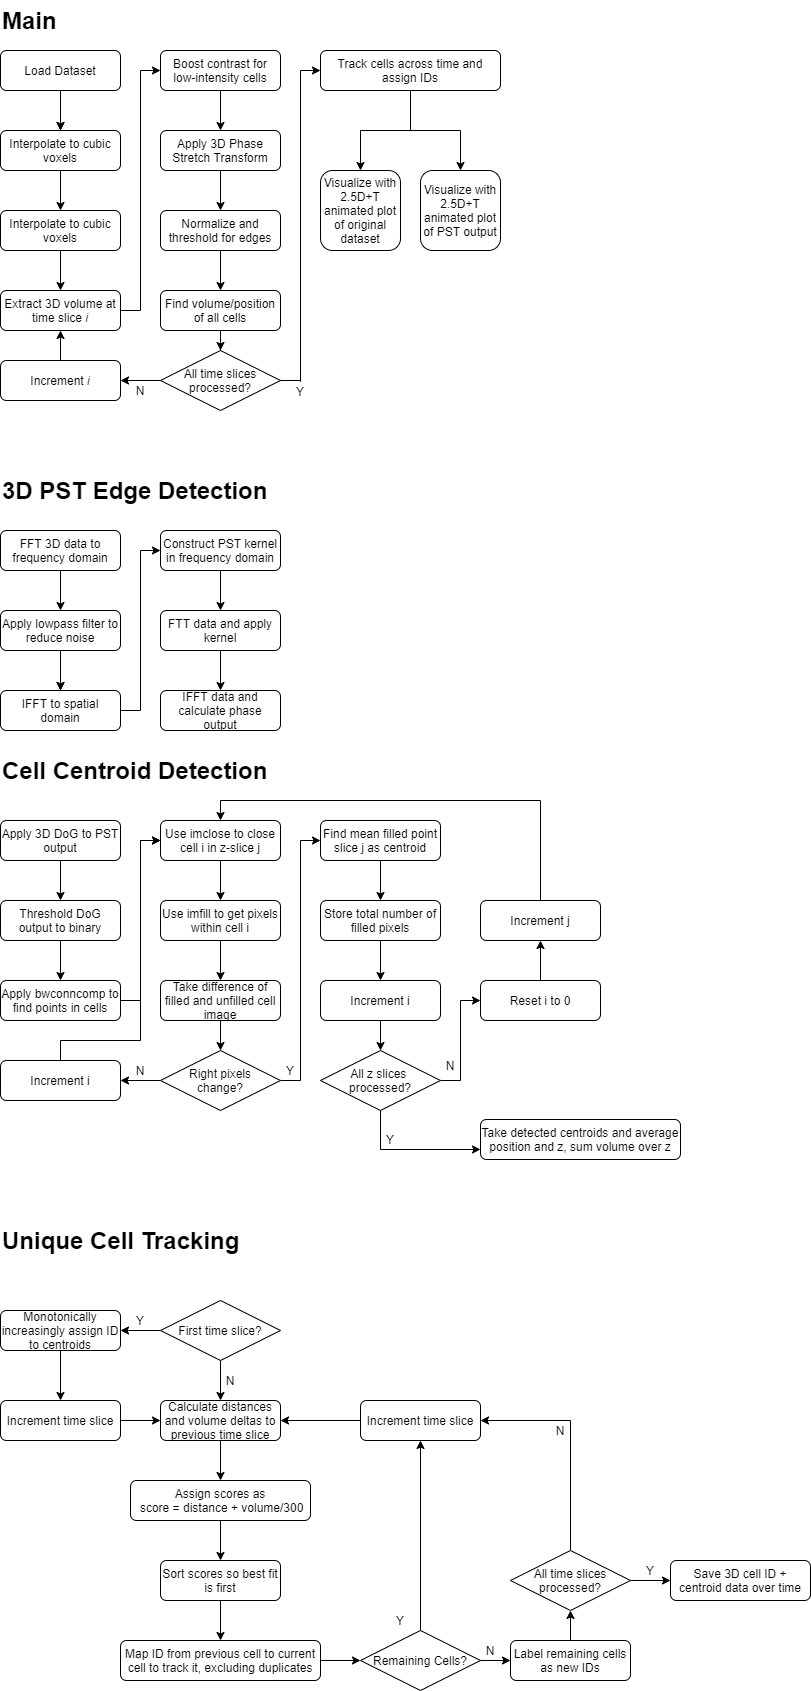 Main
Load Dataset
Interpolate to cubic
voxels
Interpolate to cubic
voxels
Extract 3D volume at
time slice i
Increment i
Boost contrast for
low-intensity cells
Apply 3D Phase
Stretch Transform
Normalize and
threshold for edges
Find volume/position
of all cells
All time slices
processed?
N
Y
Track cells across time and
assign IDs
Visualize with
2.5D+T
animated plot
of original
dataset
Visualize with
2.5D+T
animated plot
of PST output
3D PST Edge Detection
FFT 3D data to
frequency domain
Apply lowpass filter to
reduce noise
IFFT to spatial
domain
Construct PST kernel
in frequency domain
FTT data and apply
kernel
IFFT data and
calculate phase
output
Cell Centroid Detection
Apply 3D DoG to PST
output
Threshold DoG
output to binary
Apply bwconncomp to
find points in cells
Increment i
Use imclose to close
cell i in z-slice j
Use imfill to get pixels
within cell i
Take difference of
filled and unfilled cell
image
Right pixels
change?
N
Y
Find mean filled point
slice j as centroid
Store total number of
filled pixels
Increment i
All z slices
processed?
N
Y
Increment j
Reset i to 0
Take detected centroids and average
position and z, sum volume over z
Unique Cell Tracking
Monotonically
increasingly assign ID
to centroids
Y
First time slice?
N
Increment time slice
Calculate distances
and volume deltas to
previous time slice
Increment time slice
N
Assign scores as
score = distance + volume/300
Sort scores so best fit
is first
All time slices
processed?
Y
Save 3D cell ID +
centroid data over time
Map ID from previous cell to current
cell to track it, excluding duplicates
Y
Remaining Cells?
N
Label remaining cells
as new IDs